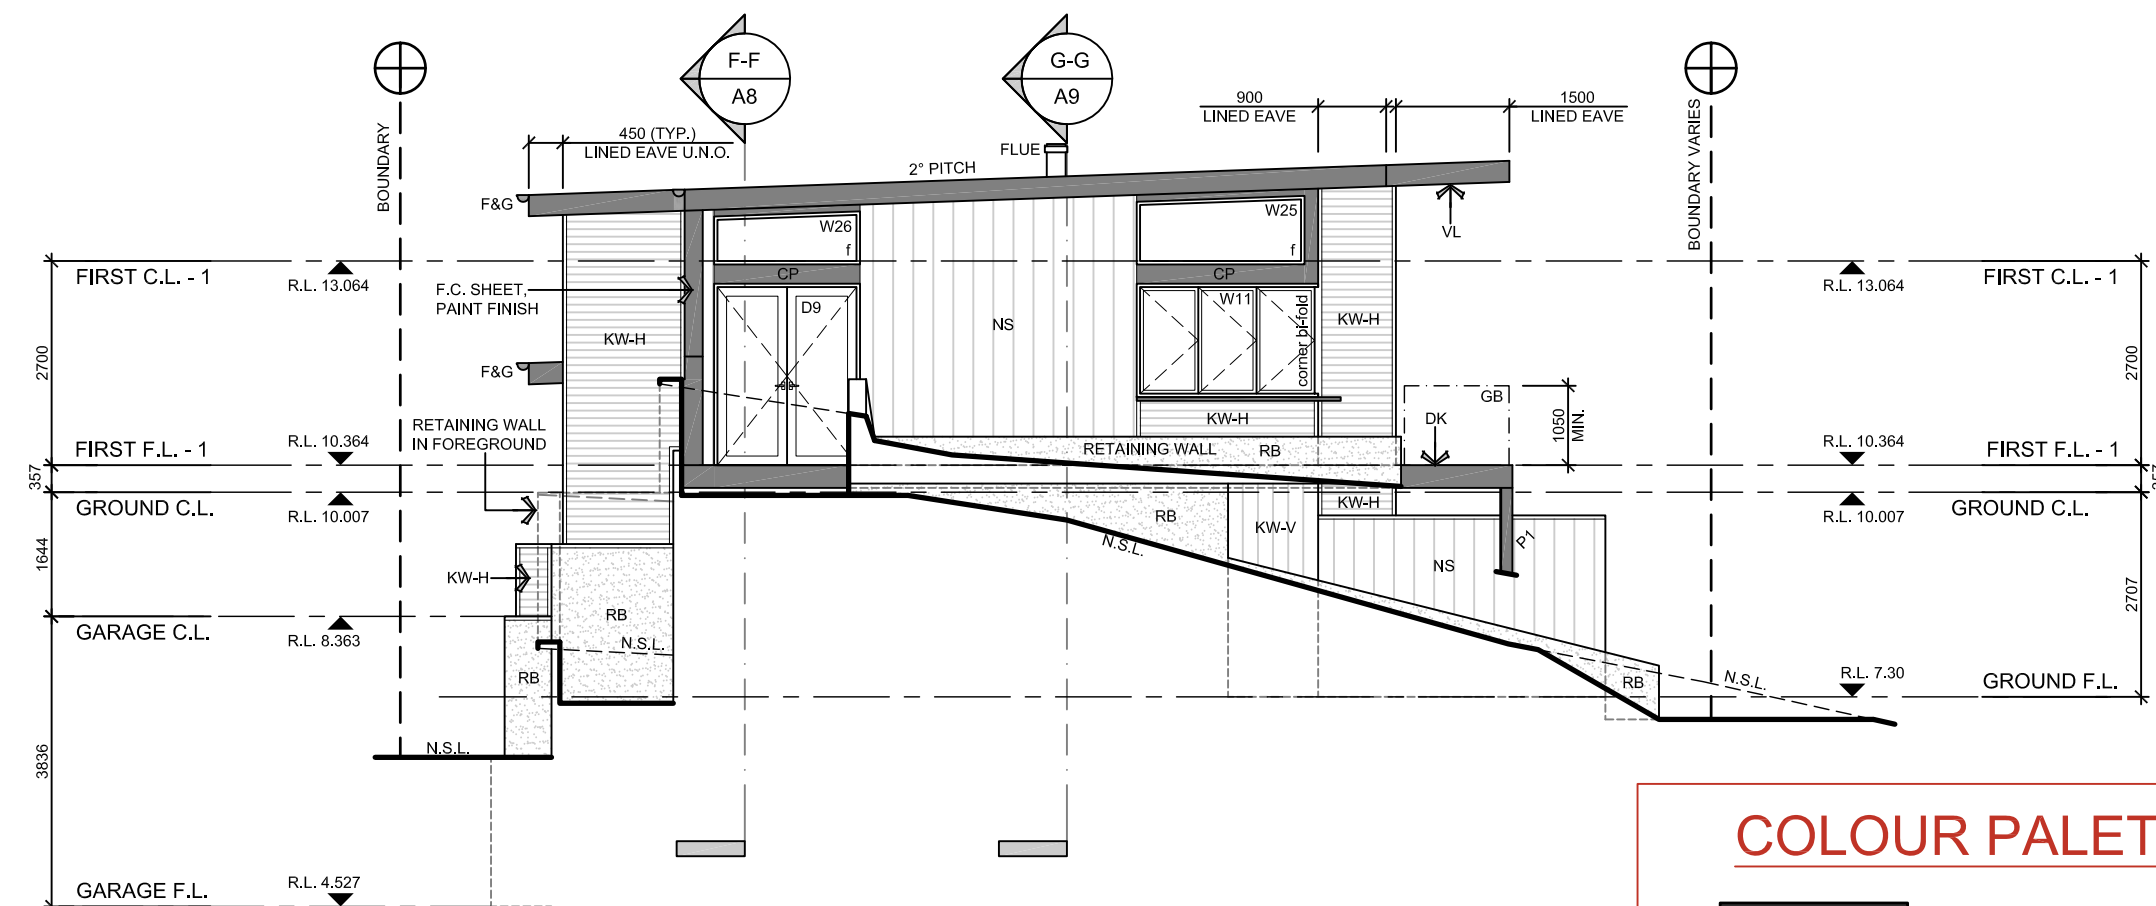 F-F
A8
G-G
A9
BOUNDARY
BOUNDARY VARIES
450 (TYP.)
LINED EAVE U.N.O.
900
LINED EAVE
1500
LINED EAVE
FLUE
2° PITCH
F&G
VL
W26
f
W25
f
FIRST C.L. - 1
R.L. 13.064
R.L. 13.064
FIRST C.L. - 1
F.C. SHEET,
PAINT FINISH
CP
CP
D9
W11
corner bi-fold
NS
KW-H
KW-H
2700
2700
F&G
GB
1050
MIN.
DK
KW-H
RETAINING WALL
IN FOREGROUND
RETAINING WALL
RB
FIRST F.L. - 1
R.L. 10.364
R.L. 10.364
FIRST F.L. - 1
357
357
GROUND C.L.
R.L. 10.007
R.L. 10.007
GROUND C.L.
KW-H
RB
KW-V
N.S.L.
P1
NS
1644
KW-H
RB
2707
GARAGE C.L.
R.L. 8.363
N.S.L.
RB
RB
N.S.L.
R.L. 7.30
GROUND F.L.
N.S.L.
3836
GARAGE F.L.
R.L. 4.527
COLOUR PALET